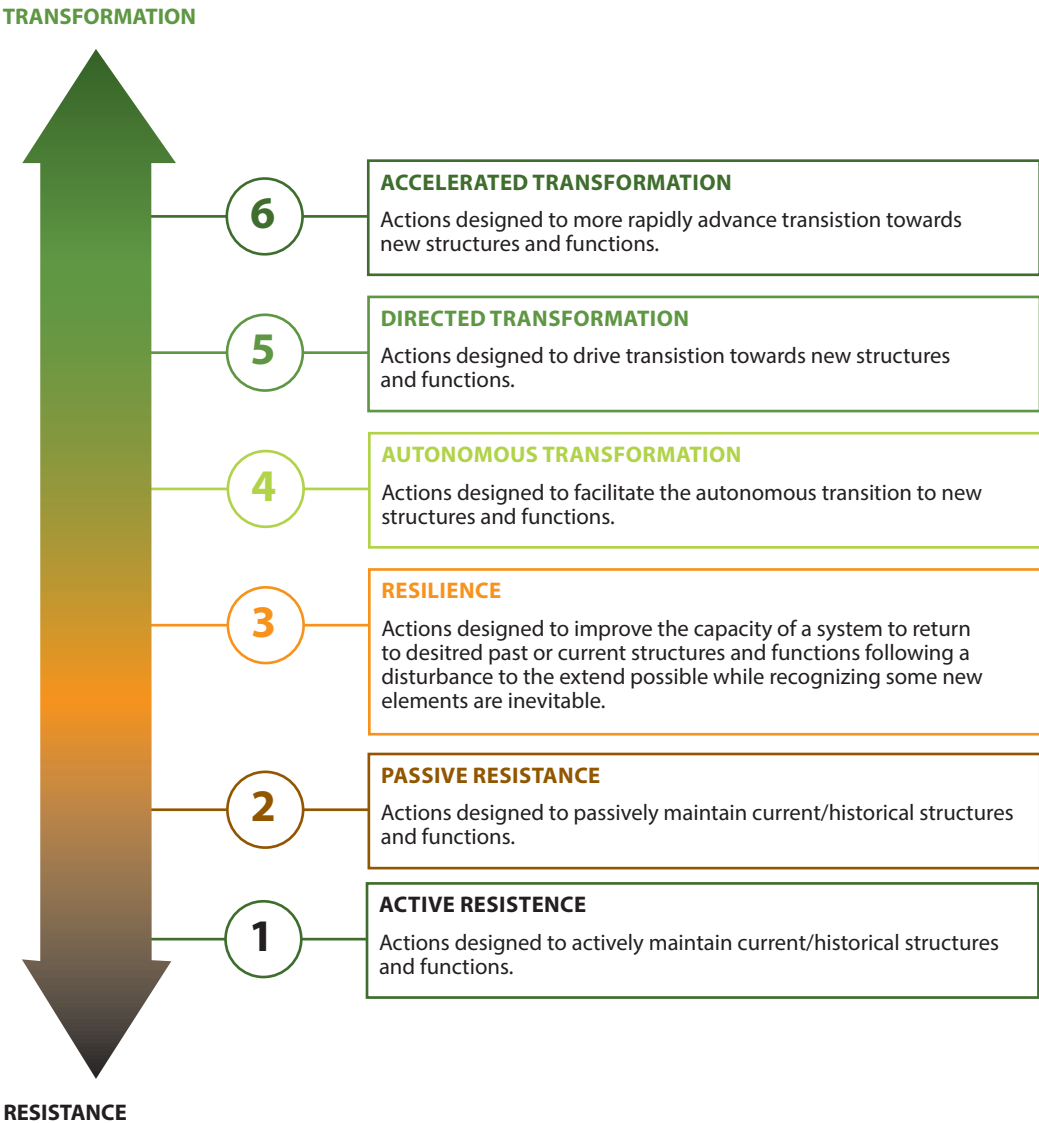 TRANSFORMATION
6
ACCELERATED TRANSFORMATION
Actions designed to more rapidly advance transistion towards
new structures and functions.
5
DIRECTED TRANSFORMATION
Actions designed to drive transistion towards new structures
and functions.
4
AUTONOMOUS TRANSFORMATION
Actions designed to facilitate the autonomous transition to new
structures and functions.
3
RESILIENCE
Actions designed to improve the capacity of a system to return
to desitred past or current structures and functions following a
disturbance to the extend possible while recognizing some new
elements are inevitable.
2
PASSIVE RESISTANCE
Actions designed to passively maintain current/historical structures
and functions.
1
ACTIVE RESISTENCE
Actions designed to actively maintain current/historical structures
and functions.
RESISTANCE